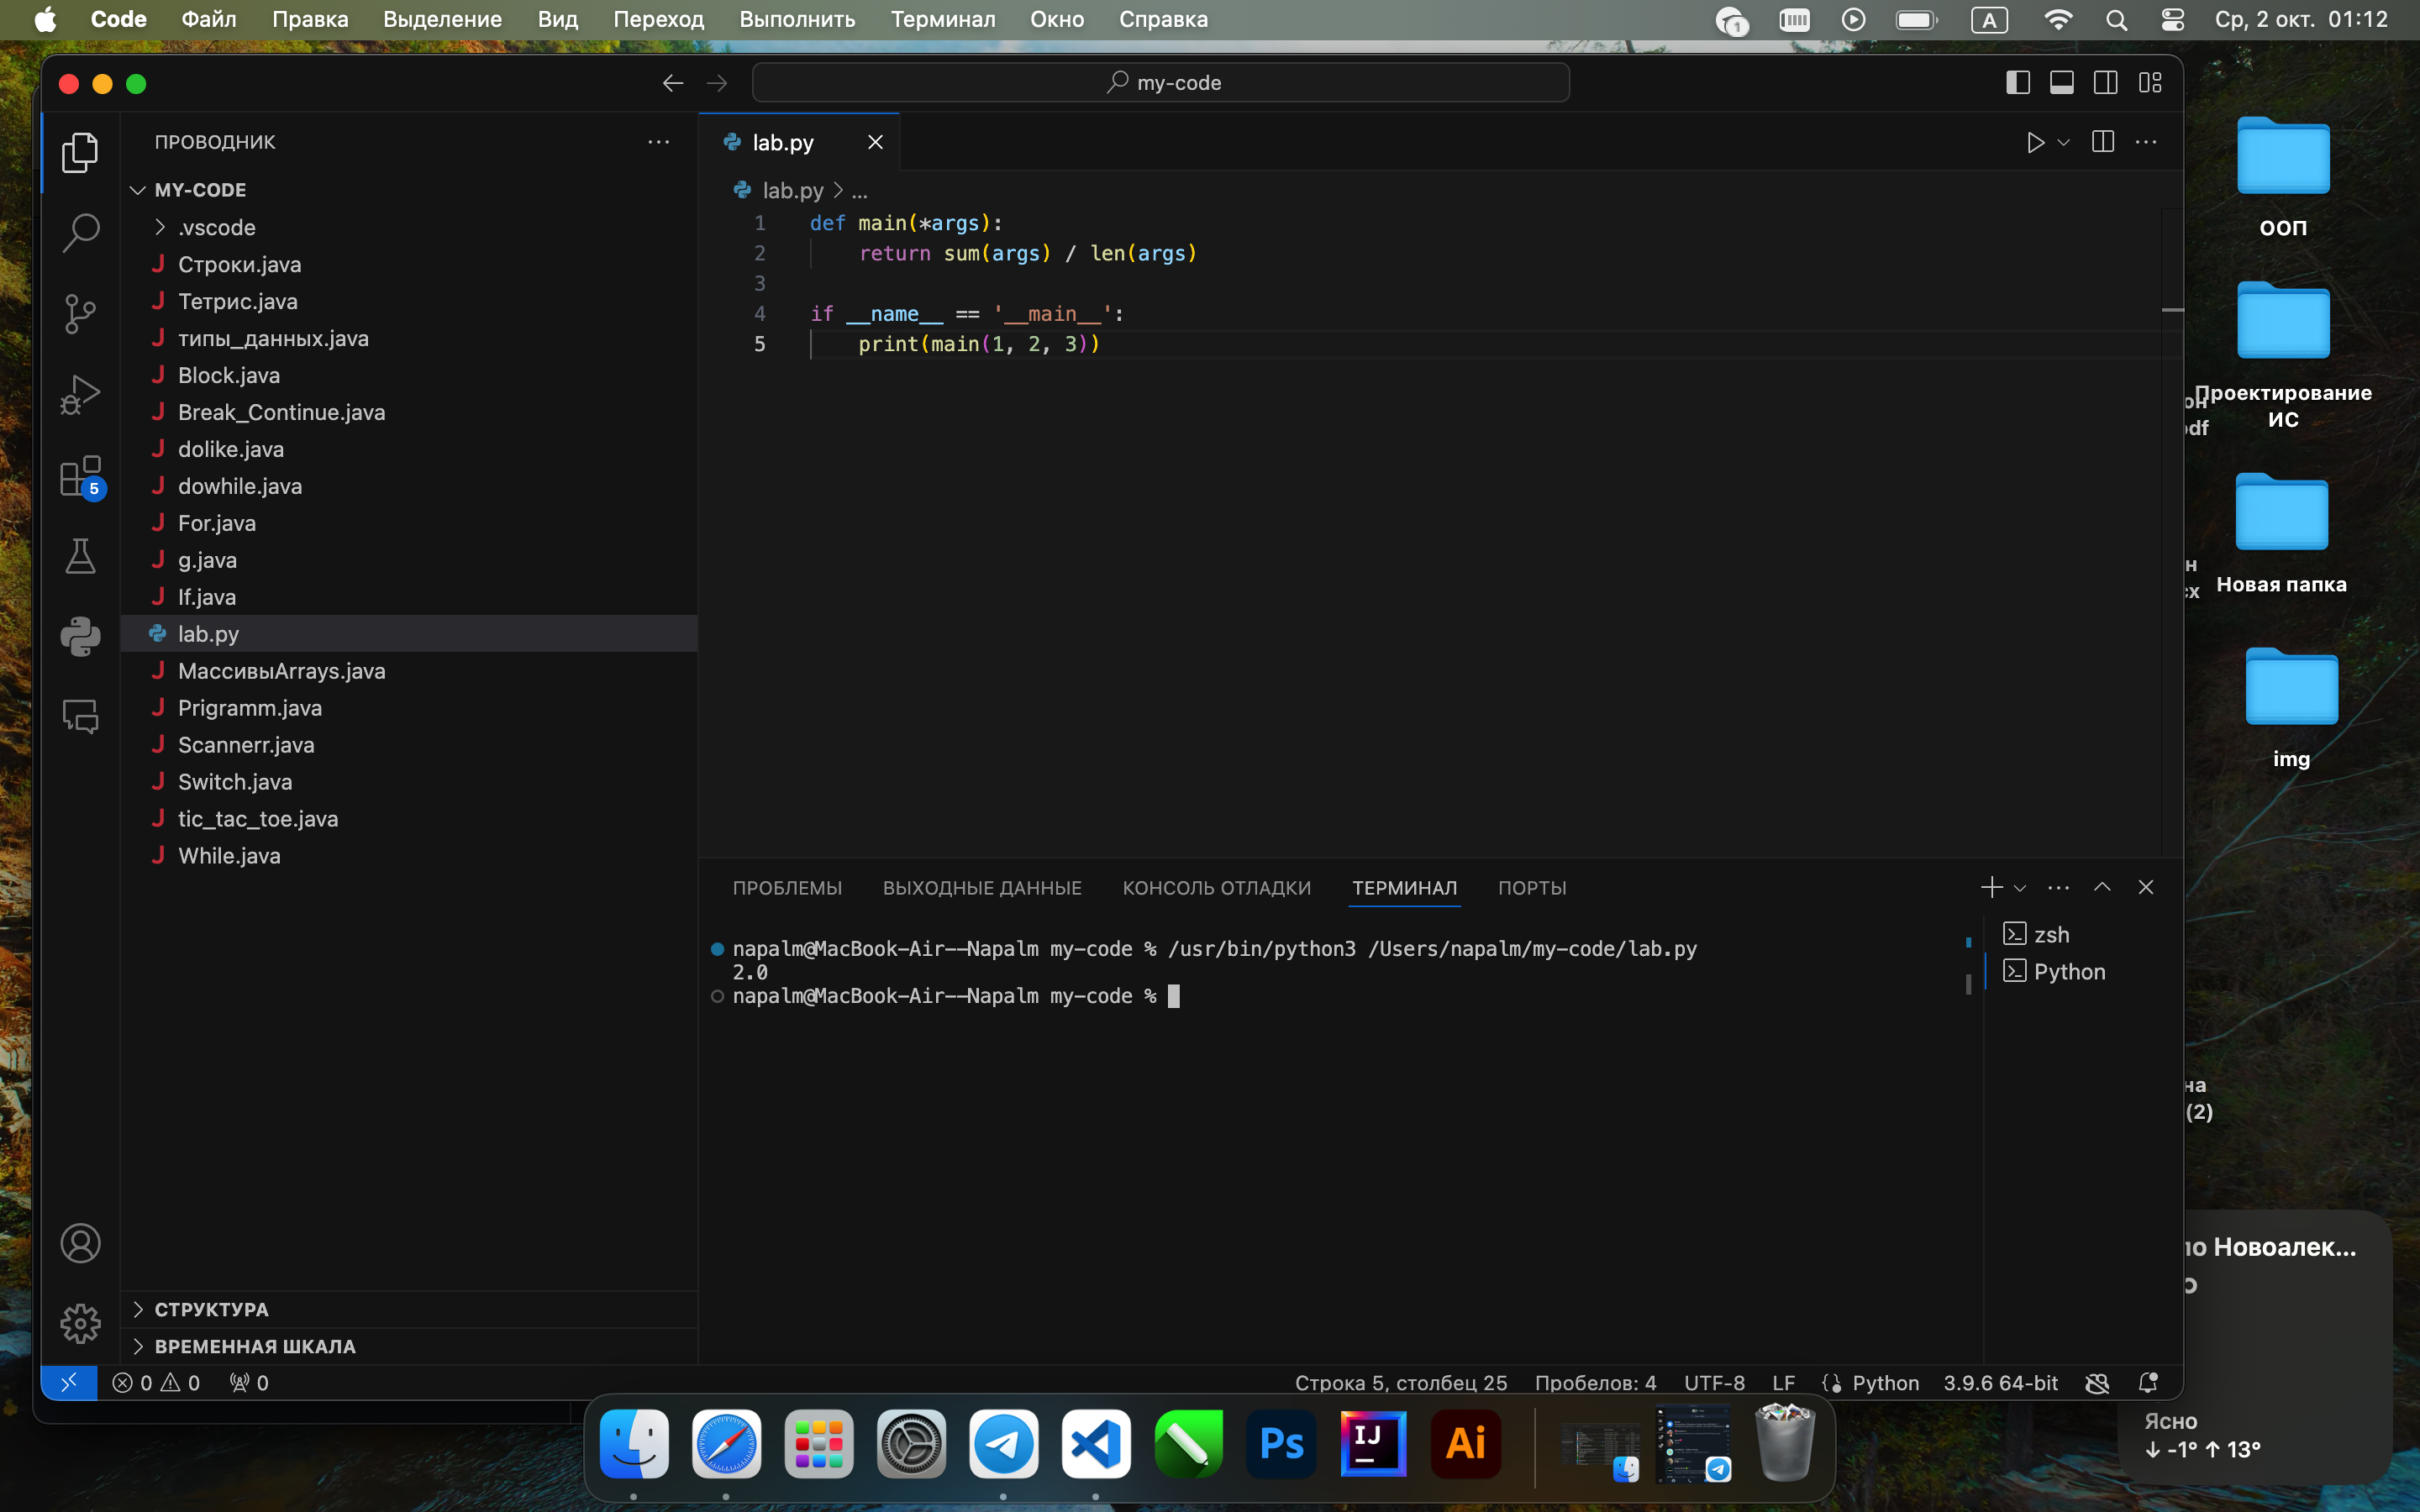 Code Файл Правка Выделение Вид Переход Выполнить Терминал Окно Справка
1 A Ср, 2 окт. 01:12
my-code
ПРОВОДНИК
MY-CODE
.vscode
Строки.java
Тетрис.java
типы_данных.java
Block.java
Break_Continue.java
dolike.java
dowhile.java
For.java
g.java
If.java
lab.py
МассивыArrays.java
Prigramm.java
Scannerr.java
Switch.java
tic_tac_toe.java
While.java
5
СТРУКТУРА
ВРЕМЕННАЯ ШКАЛА
lab.py
lab.py > ...
1 def main(*args):
2 return sum(args) / len(args)
3
4 if __name__ == '__main__':
5 print(main(1, 2, 3))
ПРОБЛЕМЫ ВЫХОДНЫЕ ДАННЫЕ КОНСОЛЬ ОТЛАДКИ ТЕРМИНАЛ ПОРТЫ
napalm@MacBook-Air--Napalm my-code % /usr/bin/python3 /Users/napalm/my-code/lab.py
2.0
napalm@MacBook-Air--Napalm my-code %
zsh
Python
0 0 0
Строка 5, столбец 25 Пробелов: 4 UTF-8 LF Python 3.9.6 64-bit
ООП
Проектирование
ИС
Новая папка
img
(2)
Новоалек...
Ясно
↓ -1° ↑ 13°
Ps
IJ
Ai